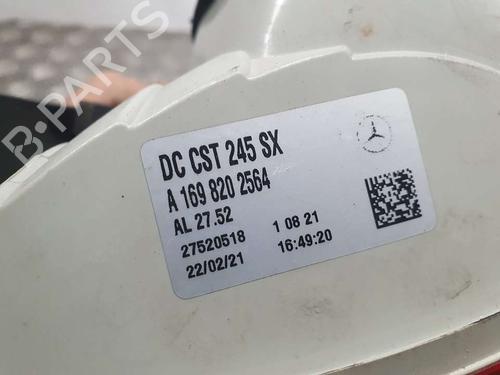 B-PARTS
DC CST 245 SX
A 169 820 2564
AL 27.52
27520518 1 08 21
22/02/21 16:49:20